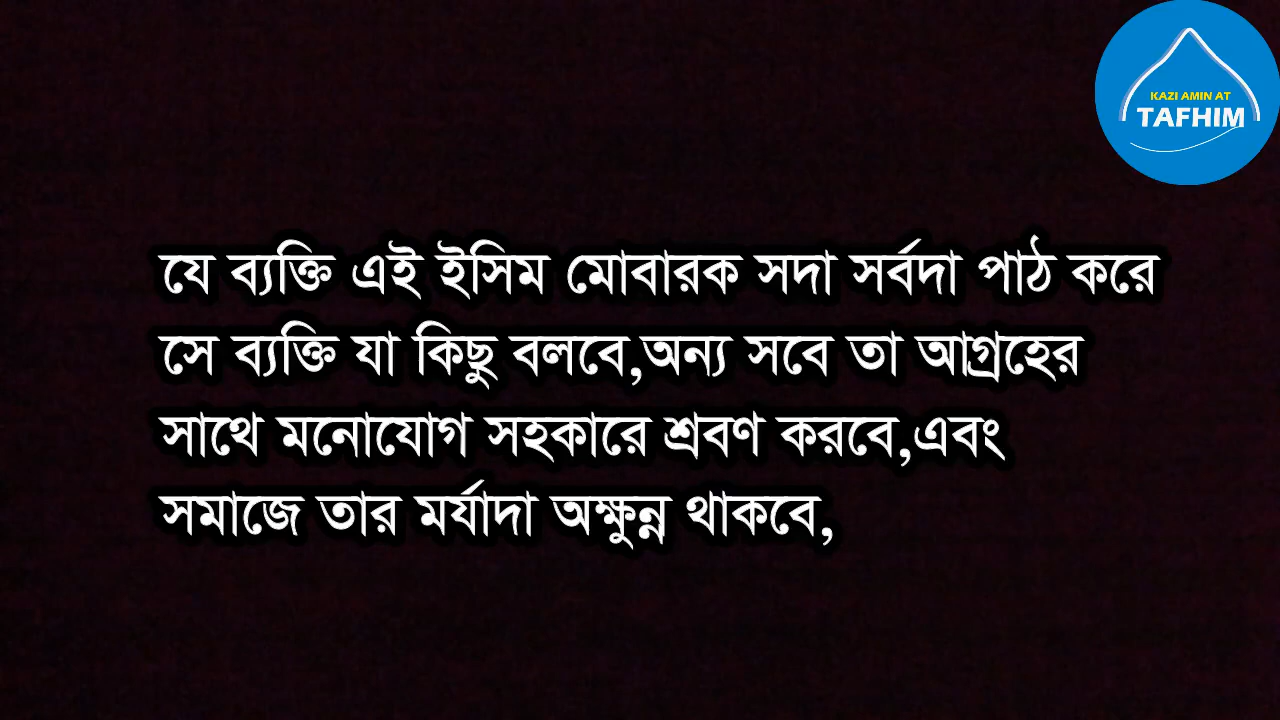 KAZI AMIN AT
TAFHIM
যে ব্যক্তি এই ইসিম মোবারক সদা সর্বদা পাঠ করে
সে ব্যক্তি যা কিছু বলবে,অন্য সবে তা আগ্রহের
সাথে মনোযোগ সহকারে শ্রবণ করবে,এবং
সমাজে তার মর্যাদা অক্ষুন্ন থাকবে,